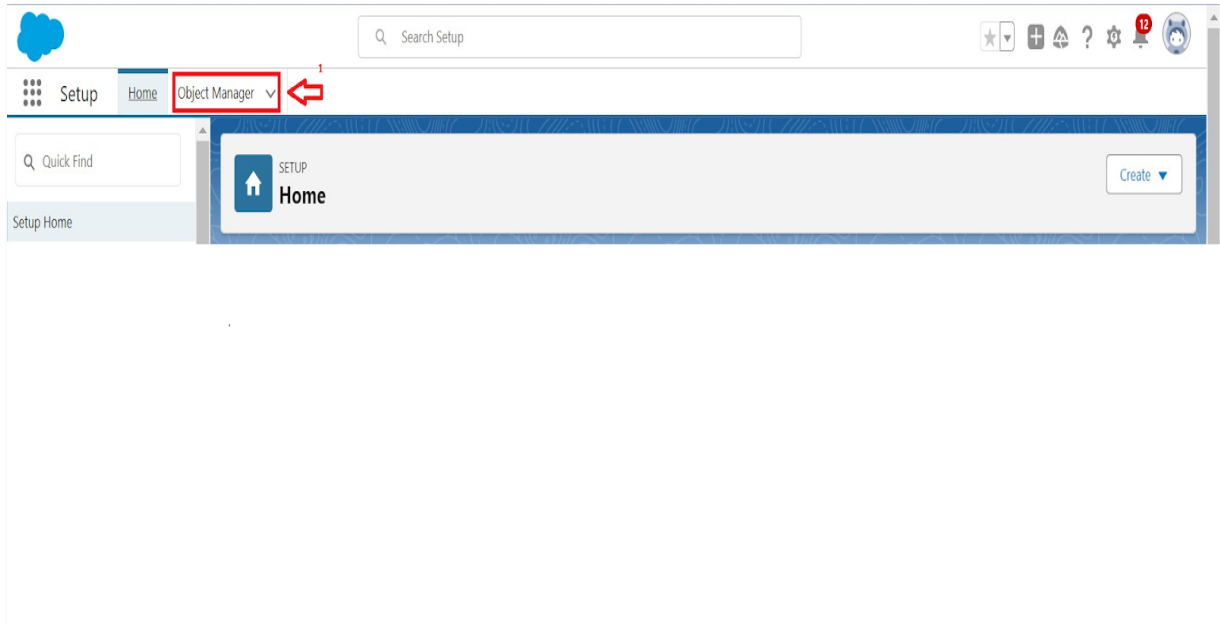 Search Setup
12
1
Setup Home Object Manager
Quick Find
SETUP
Home
Create
Setup Home